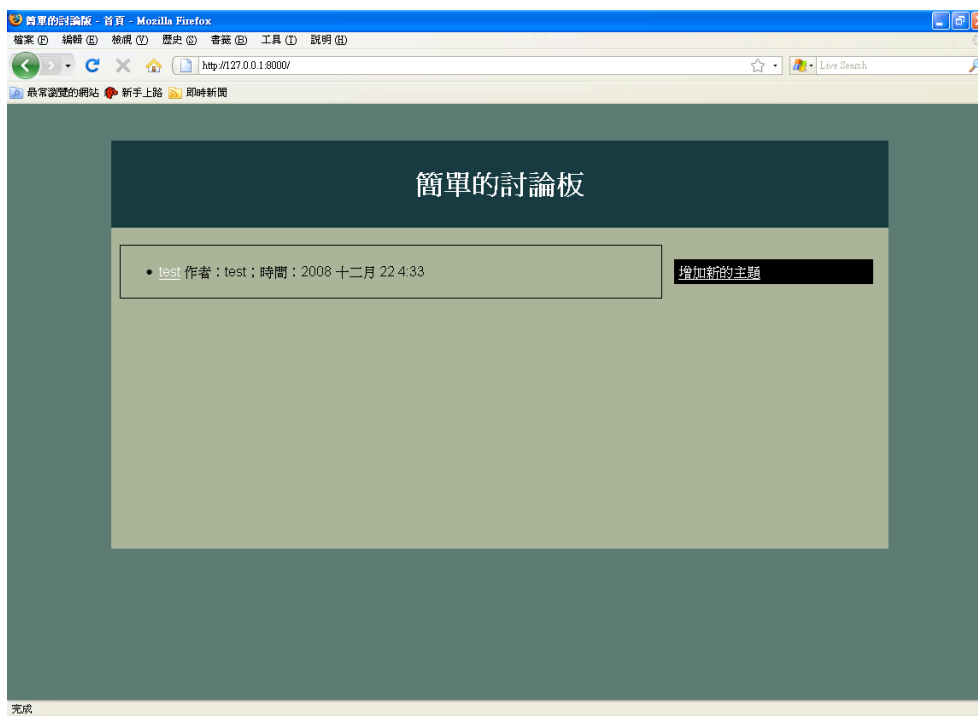 簡單的討論版 - 首頁 - Mozilla Firefox
檔案(F) 編輯(E) 檢視(V) 歷史(S) 書籤(B) 工具(T) 說明(H)
http://127.0.0.1:8000/ Live Search
最常瀏覽的網站 新手上路 即時新聞
簡單的討論板
test 作者：test；時間：2008 十二月 22 4:33
增加新的主題
完成